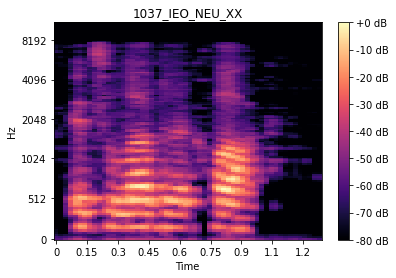 1037_IEO_NEU_XX
8192
4096
2048
1024
512
0
Hz
0 0.15 0.3 0.45 0.6 0.75 0.9 1.1 1.2
Time
+0 dB
-10 dB
-20 dB
-30 dB
-40 dB
-50 dB
-60 dB
-70 dB
-80 dB